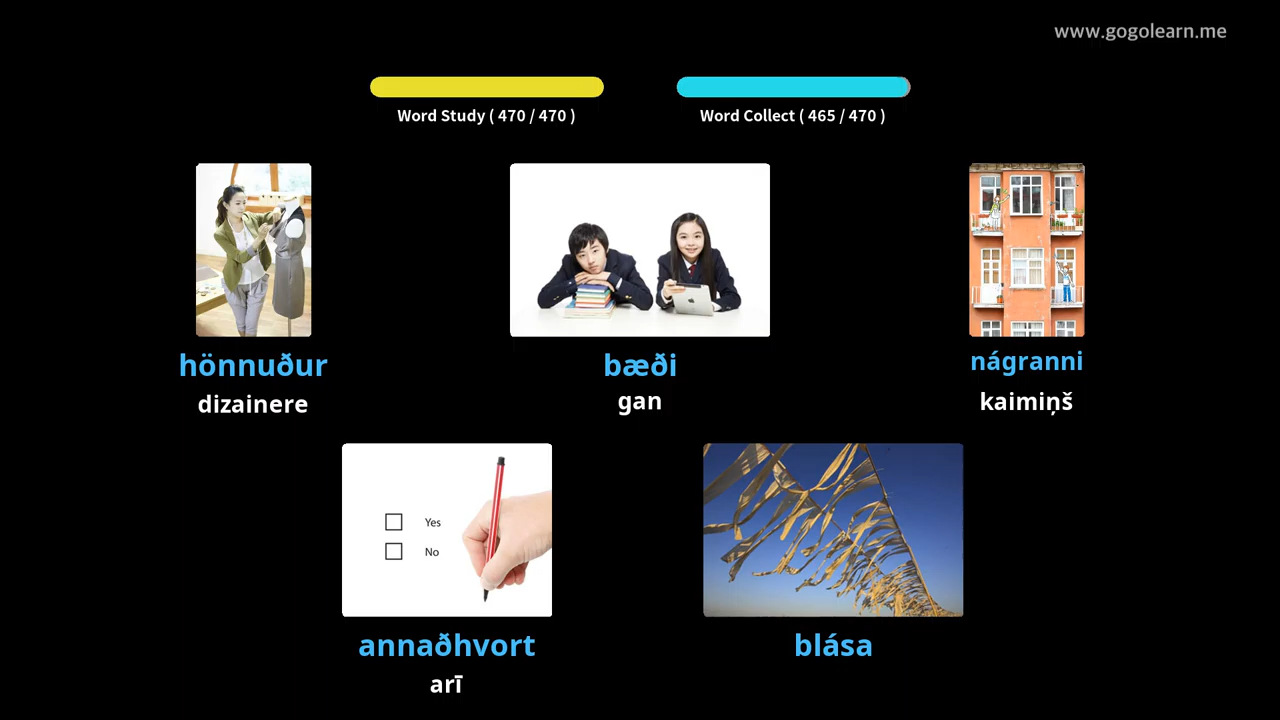 www.gogolearn.me
Word Study ( 470 / 470 )
Word Collect ( 465 / 470 )
hönnuður
dizainere
bæði
gan
nágranni
kaimiņš
Yes
No
annaðhvort
arī
blása